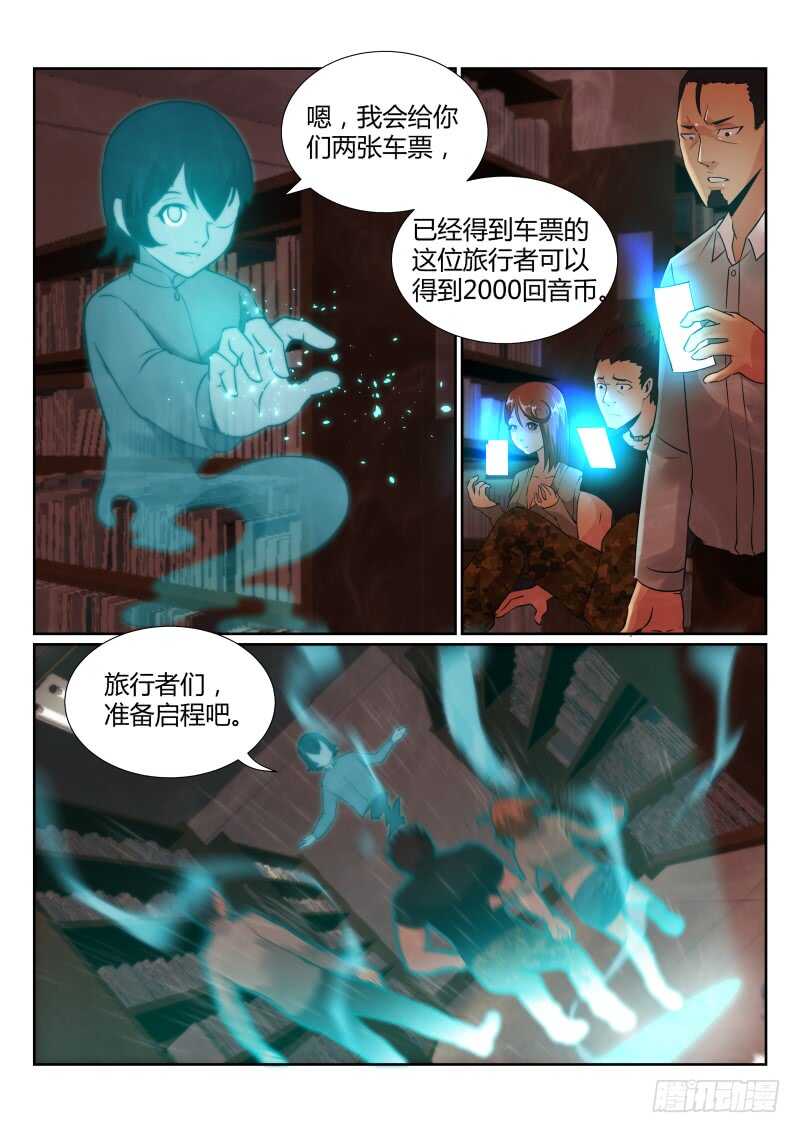 嗯，我会给你
们两张车票，
已经得到车票的
这位旅行者可以
得到2000回音币。
旅行者们，
准备启程吧。
腾讯动漫